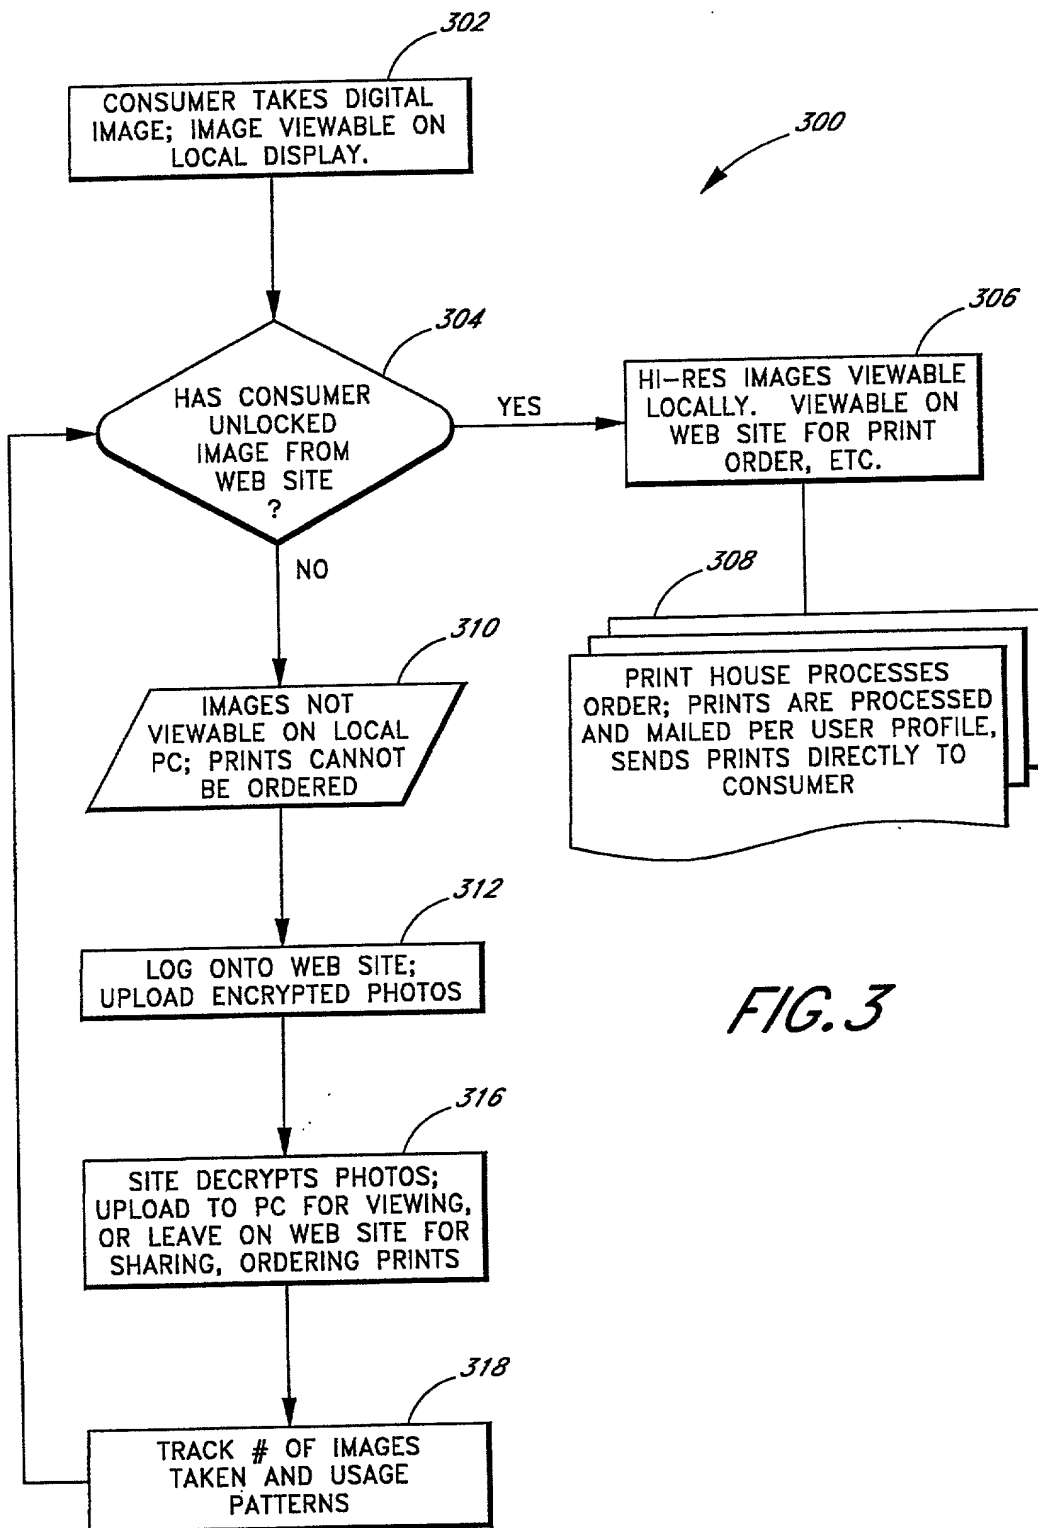 302
CONSUMER TAKES DIGITAL
IMAGE; IMAGE VIEWABLE ON
LOCAL DISPLAY.
300
304
HAS CONSUMER
UNLOCKED
IMAGE FROM
WEB SITE
?
YES
NO
306
HI-RES IMAGES VIEWABLE
LOCALLY. VIEWABLE ON
WEB SITE FOR PRINT
ORDER, ETC.
308
PRINT HOUSE PROCESSES
ORDER; PRINTS ARE PROCESSED
AND MAILED PER USER PROFILE,
SENDS PRINTS DIRECTLY TO
CONSUMER
310
IMAGES NOT
VIEWABLE ON LOCAL
PC; PRINTS CANNOT
BE ORDERED
312
LOG ONTO WEB SITE;
UPLOAD ENCRYPTED PHOTOS
FIG. 3
316
SITE DECRYPTS PHOTOS;
UPLOAD TO PC FOR VIEWING,
OR LEAVE ON WEB SITE FOR
SHARING, ORDERING PRINTS
318
TRACK # OF IMAGES
TAKEN AND USAGE
PATTERNS